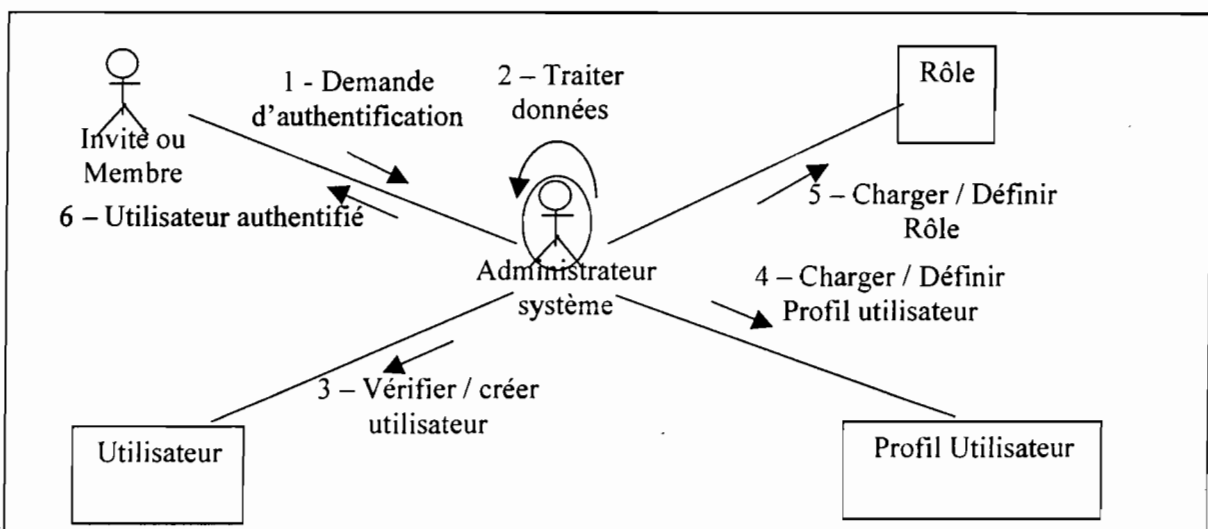 1 - Demande
d'authentification
2 – Traiter
données
Rôle
Invité ou
Membre
6 – Utilisateur authentifié
5 – Charger / Définir
Rôle
Administrateur
système
4 – Charger / Définir
Profil utilisateur
3 – Vérifier / créer
utilisateur
Utilisateur
Profil Utilisateur